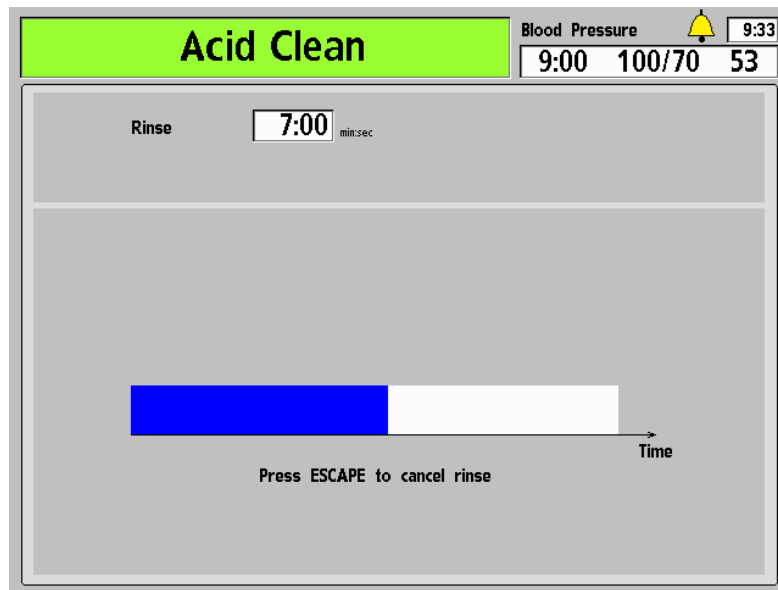 Acid Clean
Blood Pressure 9:33
9:00 100/70 53
Rinse 7:00 min:sec
Time
Press ESCAPE to cancel rinse